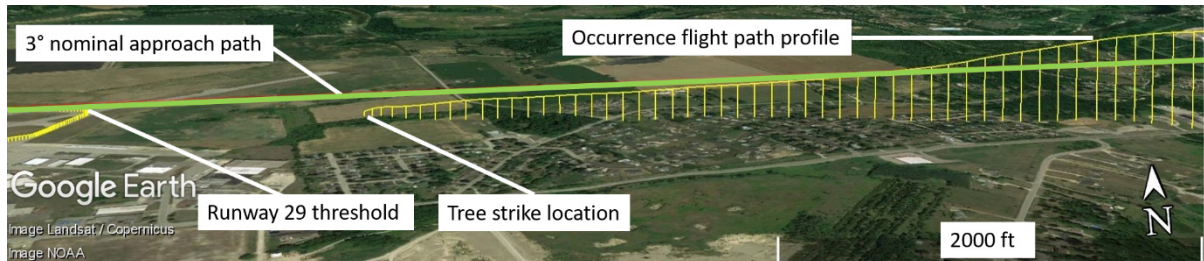 3° nominal approach path
Occurrence flight path profile
Google Earth
Runway 29 threshold
Tree strike location
Image Landsat / Copernicus
Image NOAA
2000 ft
N